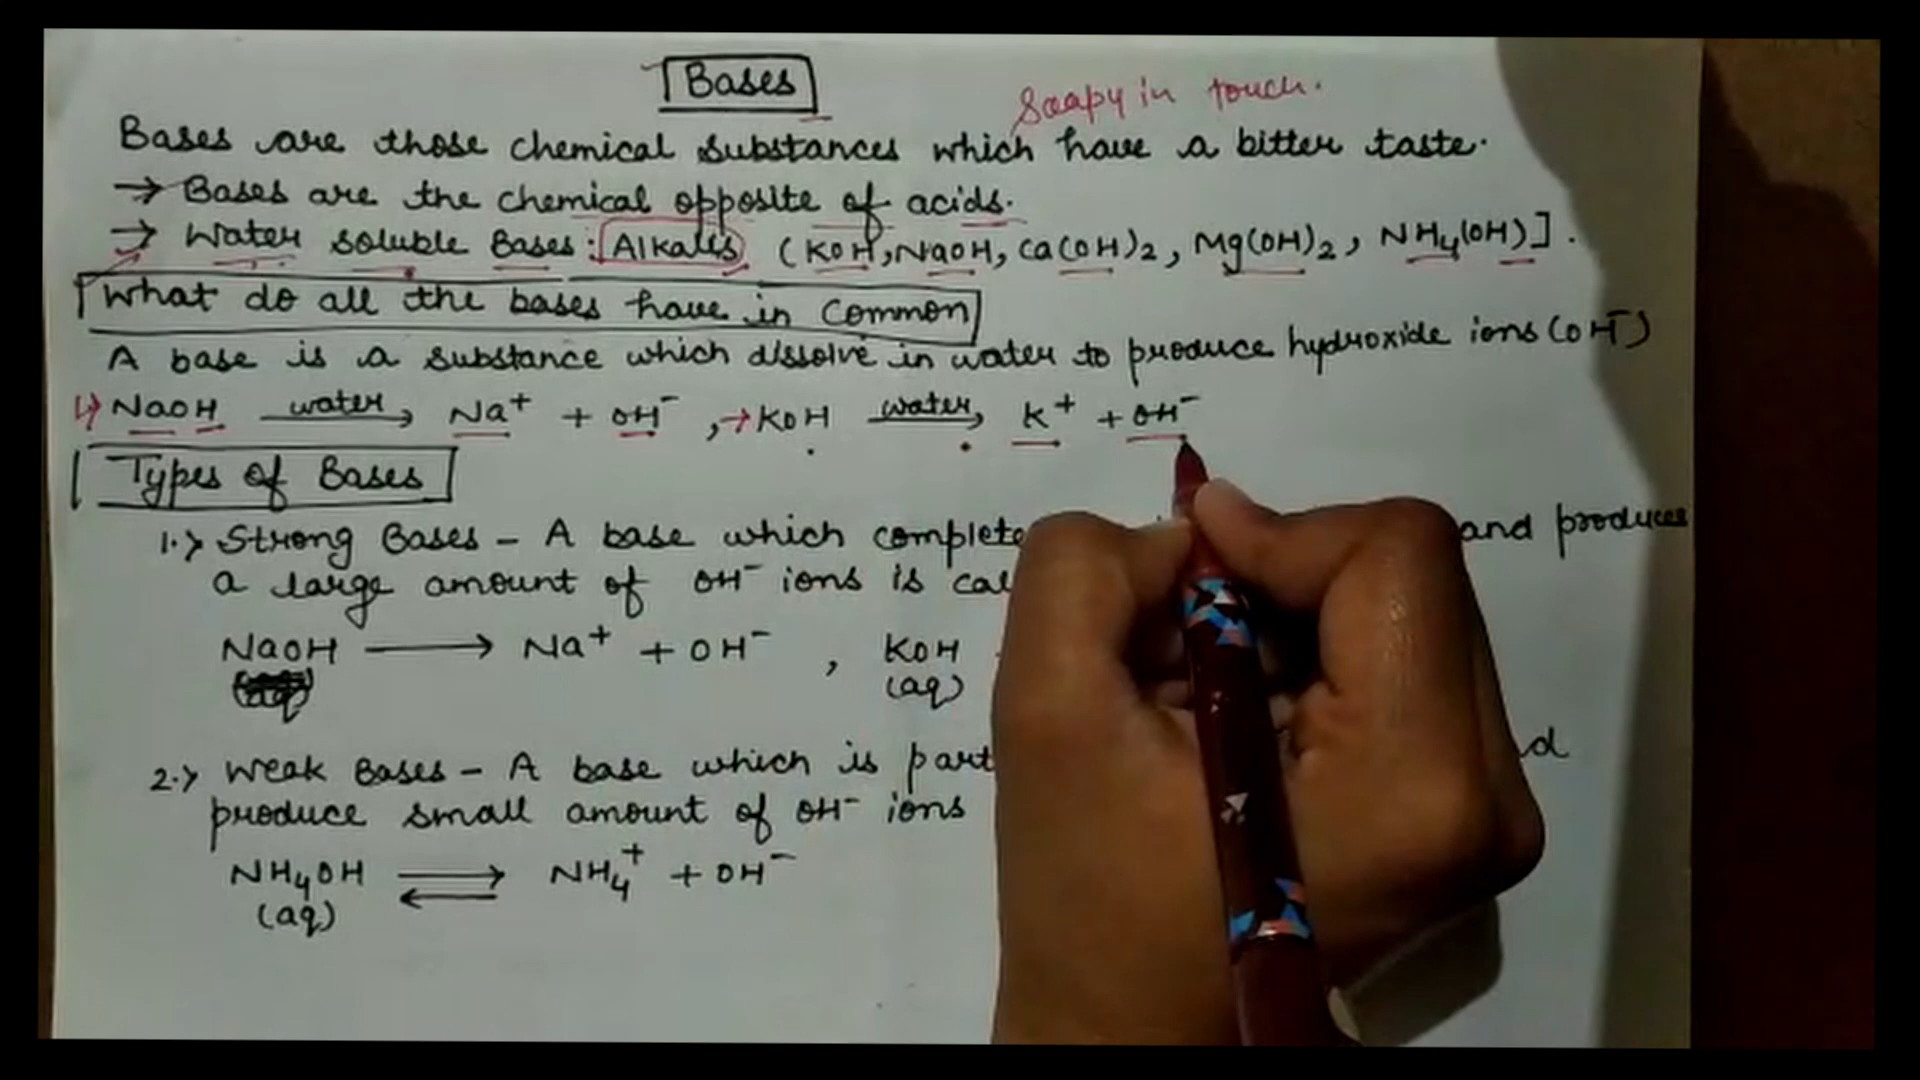 Bases
Soapy in touch.
Bases are those chemical substances which have a bitter taste.
→ Bases are the chemical opposite of acids.
→ Water soluble Bases : Alkalis (KOH, NaOH, Ca(OH)2, Mg(OH)2, NH4(OH)].
What do all the bases have in Common
A base is a substance which dissolve in water to produce hydroxide ions (OH⁻)
↳ NaOH water→ Na⁺ + OH⁻, → KOH water→ K⁺ + OH⁻
Types of Bases
1.> Strong Bases - A base which complete and produces
a large amount of OH⁻ ions is cal
NaOH → Na⁺ + OH⁻ , KOH
(aq) (aq)
2.> Weak Bases - A base which is part d
produce small amount of OH⁻ ions
NH4OH ⇌ NH4⁺ + OH⁻
(aq)